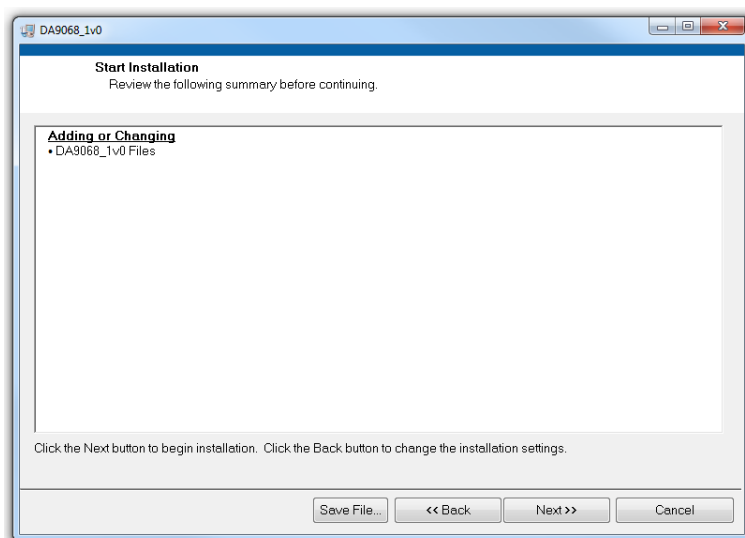 DA9068_1v0
Start Installation
Review the following summary before continuing.
Adding or Changing
• DA9068_1v0 Files
Click the Next button to begin installation.  Click the Back button to change the installation settings.
Save File... << Back Next >> Cancel